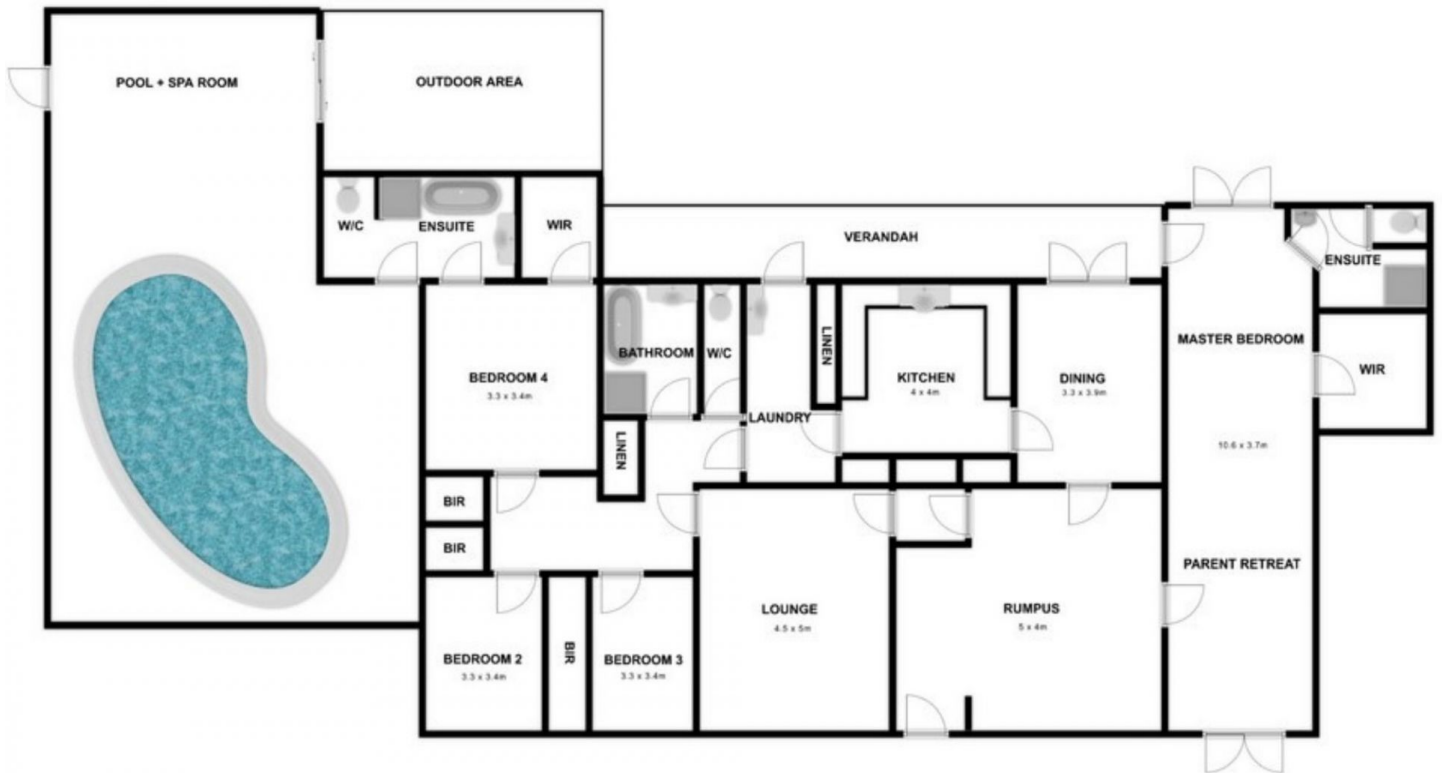 POOL + SPA ROOM
OUTDOOR AREA
W/C
ENSUITE
WIR
VERANDAH
ENSUITE
MASTER BEDROOM
WIR
10.6 x 3.7m
PARENT RETREAT
BEDROOM 4
3.3 x 3.4m
BATHROOM
W/C
LINEN
LAUNDRY
KITCHEN
4 x 4m
DINING
3.3 x 3.9m
LINEN
BIR
BIR
BEDROOM 2
3.3 x 3.4m
BIR
BEDROOM 3
3.3 x 3.4m
LOUNGE
4.5 x 5m
RUMPUS
5 x 4m